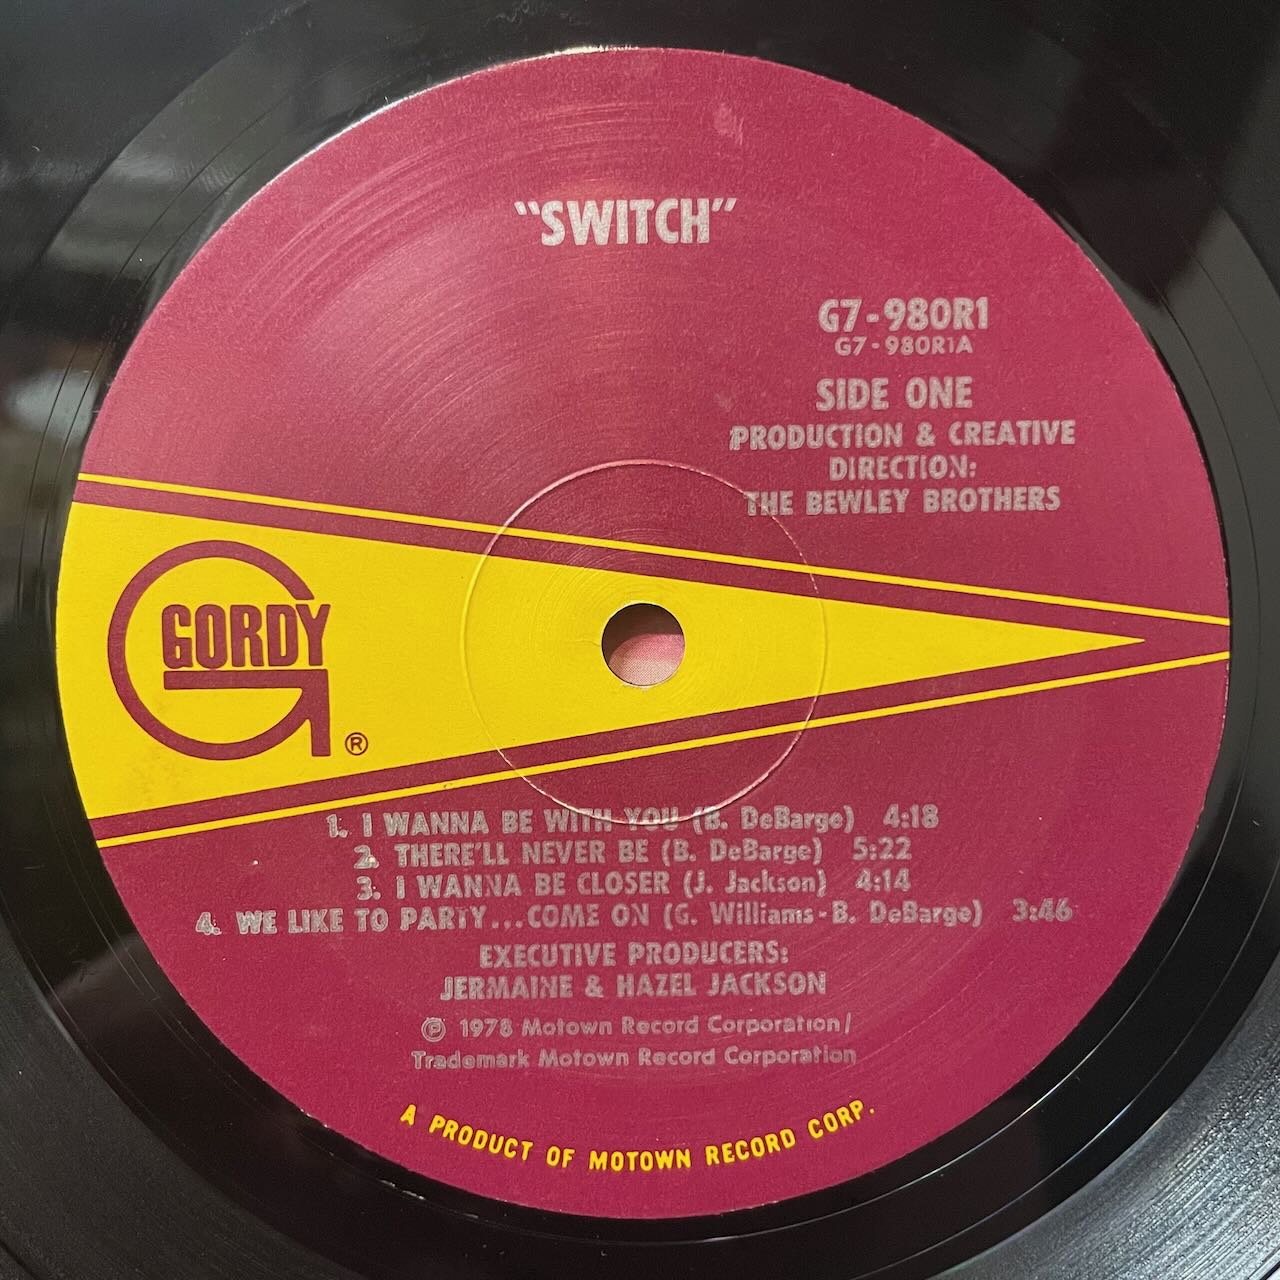 "SWITCH"
G7-980R1
G7-980R1A
SIDE ONE
PRODUCTION & CREATIVE
DIRECTION:
THE BEWLEY BROTHERS
GORDY
®
1. I WANNA BE WITH YOU (B. DeBarge) 4:18
2. THERE'LL NEVER BE (B. DeBarge) 5:22
3. I WANNA BE CLOSER (J. Jackson) 4:14
4. WE LIKE TO PARTY...COME ON (G. Williams-B. DeBarge) 3:46
EXECUTIVE PRODUCERS:
JERMAINE & HAZEL JACKSON
℗ 1978 Motown Record Corporation/
Trademark Motown Record Corporation
A PRODUCT OF MOTOWN RECORD CORP.